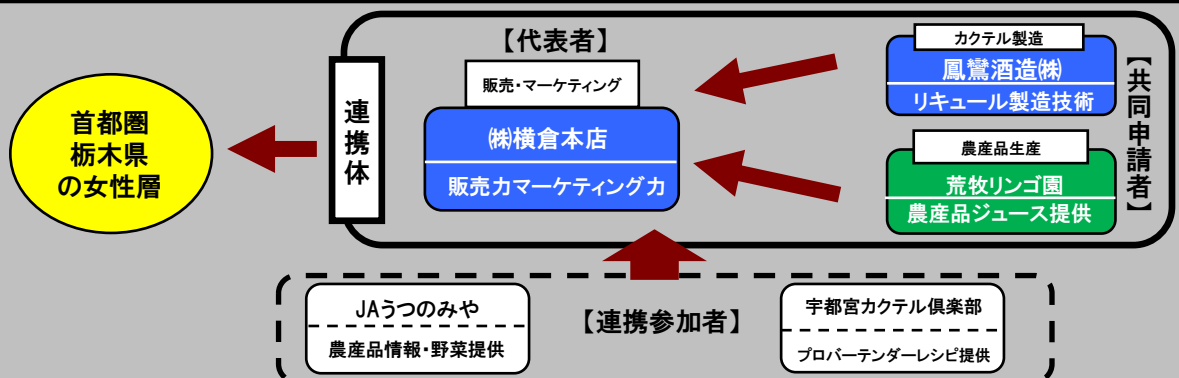 首都圏
栃木県
の女性層
連携体
【代表者】
販売・マーケティング
㈱横倉本店
販売力マーケティング力
カクテル製造
鳳鸞酒造㈱
リキュール製造技術
農産品生産
荒牧リンゴ園
農産品ジュース提供
【共同申請者】
JAうつのみや
農産品情報・野菜提供
【連携参加者】
宇都宮カクテル倶楽部
プロバーテンダーレシピ提供